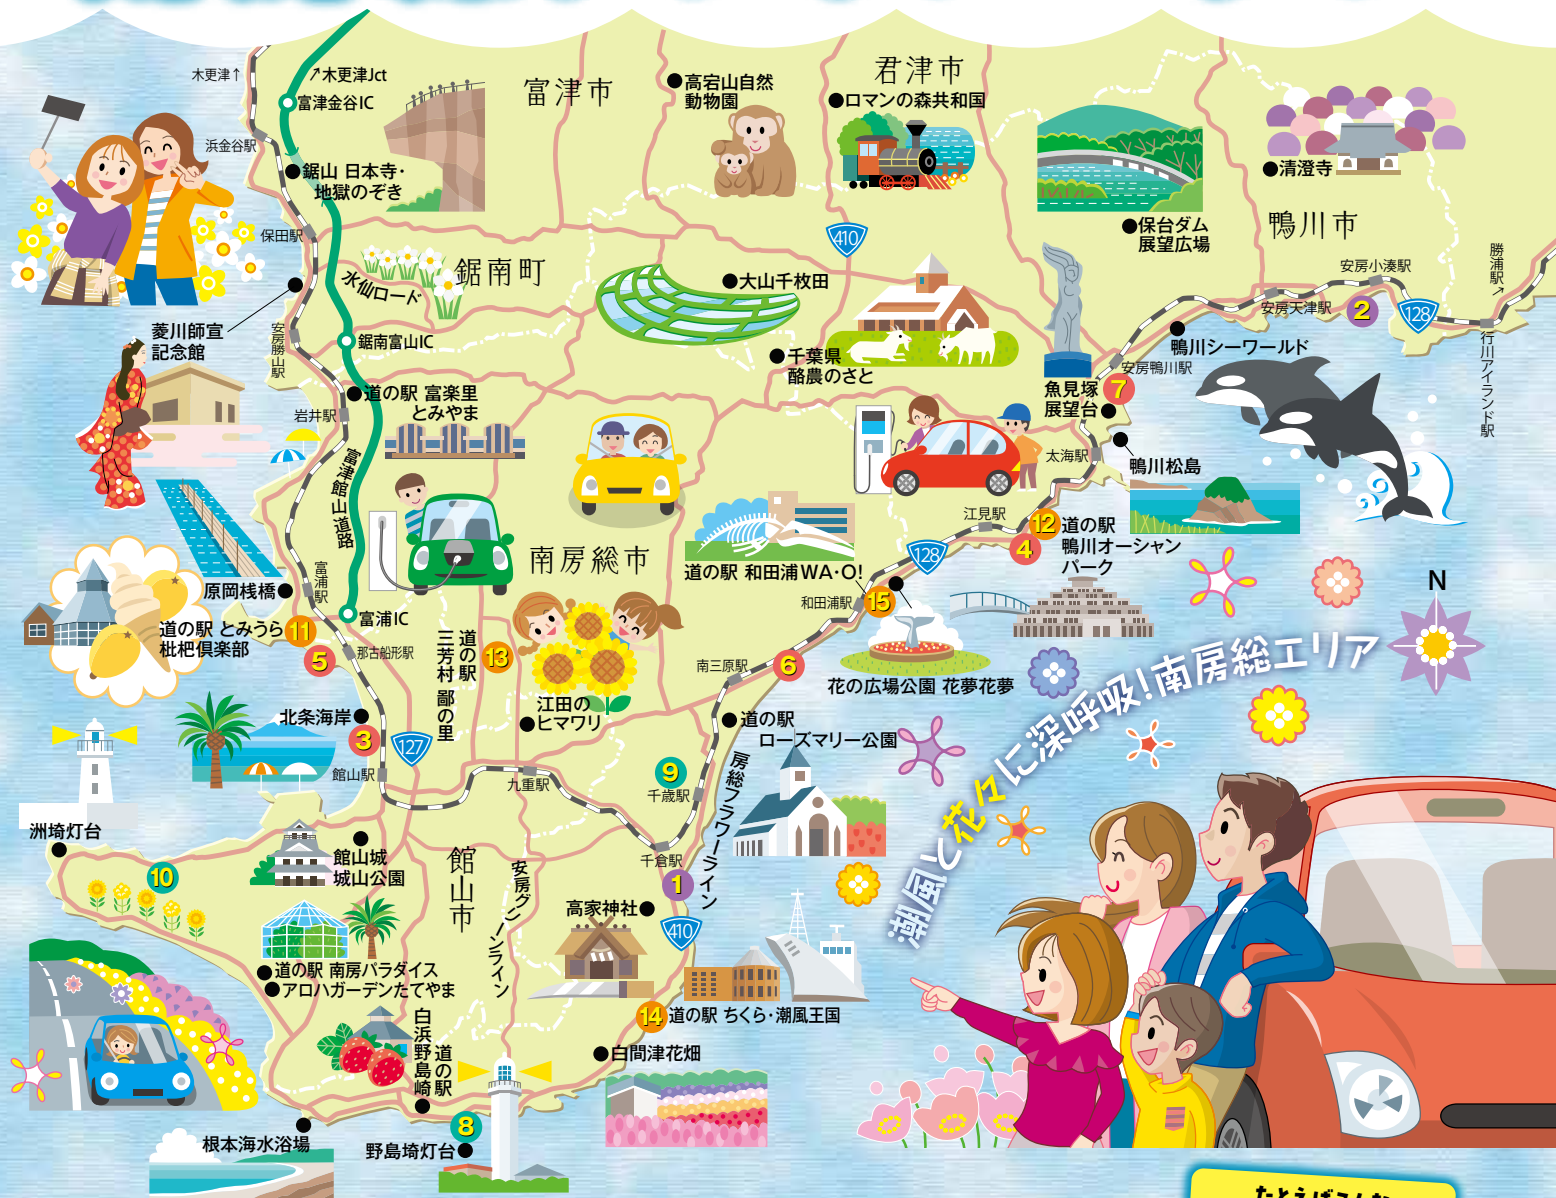 木更津↑
↗木更津Jct
富津金谷IC
浜金谷駅
鋸山 日本寺・
地獄のぞき
保田駅
水仙ロード
鋸南町
富津市
高宕山自然
動物園
君津市
ロマンの森共和国
清澄寺
保台ダム
展望広場
鴨川市
勝浦駅→
安房小湊駅
安房天津駅
2
128
行川アイランド駅
410
大山千枚田
千葉県
酪農のさと
鴨川シーワールド
安房鴨川駅
魚見塚
展望台
7
太海駅
鴨川松島
菱川師宣
記念館
安房勝山駅
鋸南富山IC
道の駅 富楽里
とみやま
岩井駅
富津館山道路
江見駅
12
道の駅
鴨川オーシャン
パーク
4
128
南房総市
道の駅 和田浦WA・O!
和田浦駅
15
花の広場公園 花夢花夢
原岡桟橋
富浦駅
富浦IC
道の駅 とみうら
枇杷倶楽部
11
5
那古船形駅
道の駅
三芳村 鄙の里
13
江田の
ヒマワリ
南三原駅
6
N
海風と花々に深呼吸!南房総エリア
北条海岸
3
127
館山駅
九重駅
道の駅
ローズマリー公園
房総フラワーライン
9
千歳駅
千倉駅
1
410
洲埼灯台
10
館山城
城山公園
館山市
安房グリーンライン
高家神社
道の駅 南房パラダイス
アロハガーデンたてやま
14
道の駅 ちくら・潮風王国
白間津花畑
道の駅
白浜野島崎
8
野島埼灯台
根本海水浴場